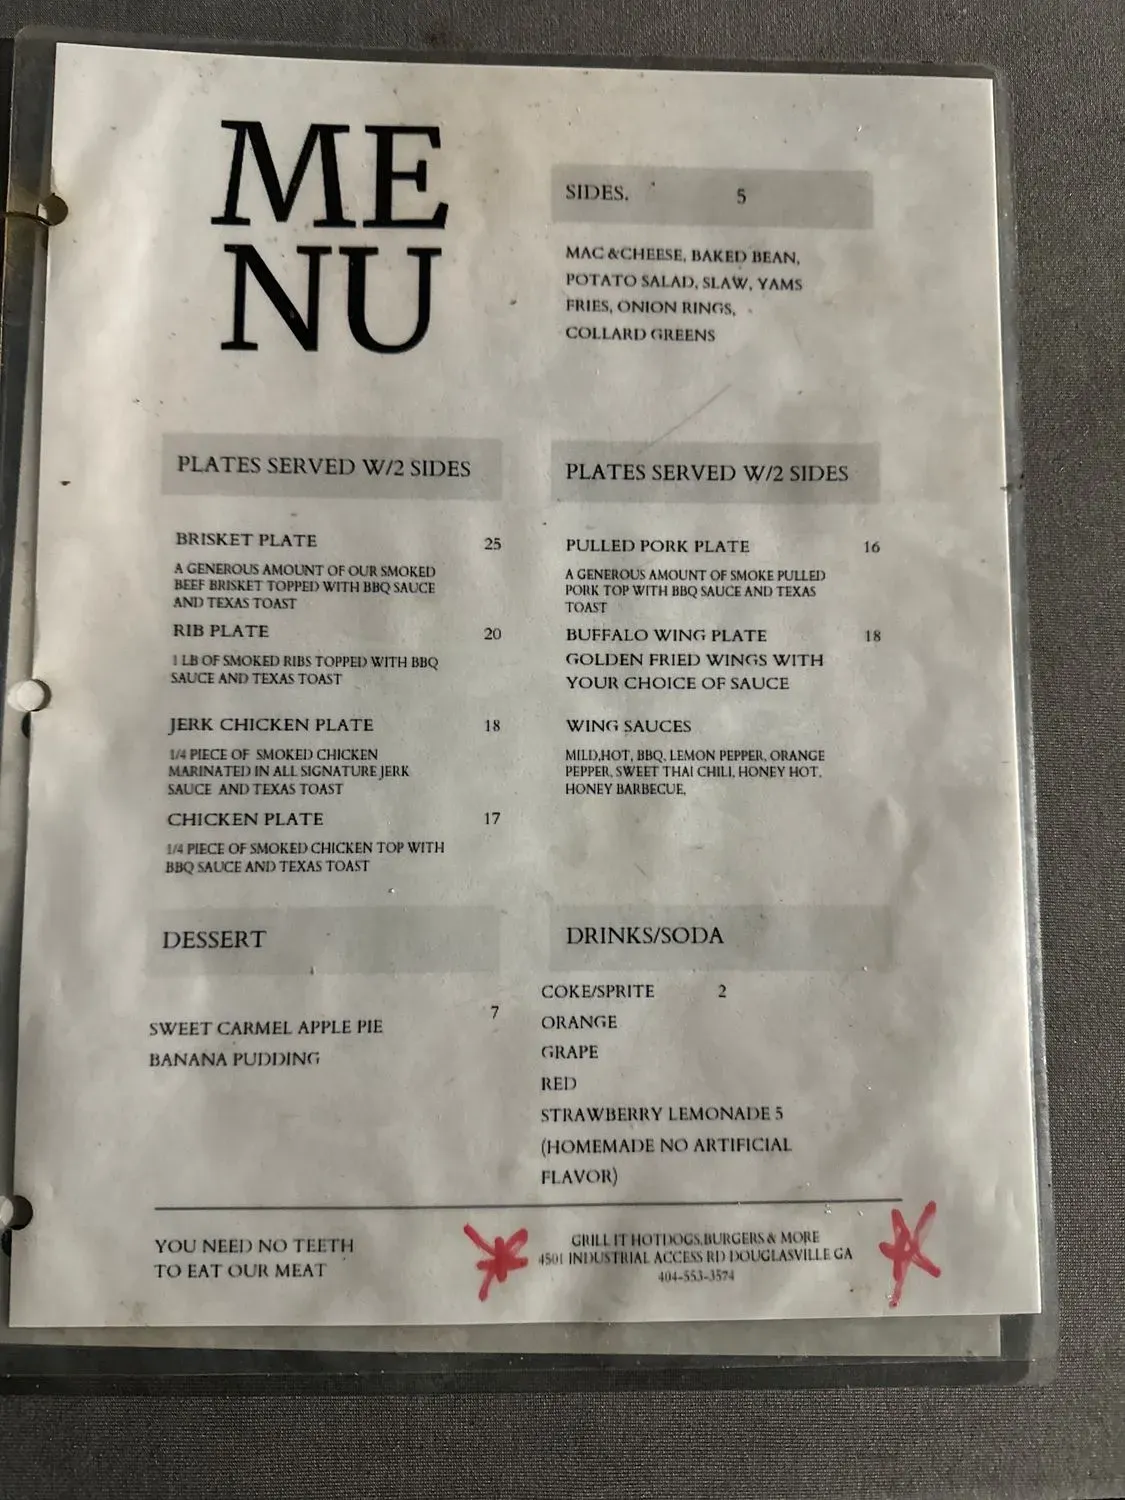 ME
NU
SIDES. 5
MAC &CHEESE, BAKED BEAN,
POTATO SALAD, SLAW, YAMS
FRIES, ONION RINGS,
COLLARD GREENS
PLATES SERVED W/2 SIDES
BRISKET PLATE 25
A GENEROUS AMOUNT OF OUR SMOKED
BEEF BRISKET TOPPED WITH BBQ SAUCE
AND TEXAS TOAST
RIB PLATE 20
1 LB OF SMOKED RIBS TOPPED WITH BBQ
SAUCE AND TEXAS TOAST
JERK CHICKEN PLATE 18
1/4 PIECE OF SMOKED CHICKEN
MARINATED IN ALL SIGNATURE JERK
SAUCE AND TEXAS TOAST
CHICKEN PLATE 17
1/4 PIECE OF SMOKED CHICKEN TOP WITH
BBQ SAUCE AND TEXAS TOAST
PLATES SERVED W/2 SIDES
PULLED PORK PLATE 16
A GENEROUS AMOUNT OF SMOKE PULLED
PORK TOP WITH BBQ SAUCE AND TEXAS
TOAST
BUFFALO WING PLATE 18
GOLDEN FRIED WINGS WITH
YOUR CHOICE OF SAUCE
WING SAUCES
MILD,HOT, BBQ, LEMON PEPPER, ORANGE
PEPPER, SWEET THAI CHILI, HONEY HOT,
HONEY BARBECUE,
DESSERT
7
SWEET CARMEL APPLE PIE
BANANA PUDDING
DRINKS/SODA
COKE/SPRITE 2
ORANGE
GRAPE
RED
STRAWBERRY LEMONADE 5
(HOMEMADE NO ARTIFICIAL
FLAVOR)
YOU NEED NO TEETH
TO EAT OUR MEAT
GRILL IT HOTDOGS,BURGERS & MORE
4501 INDUSTRIAL ACCESS RD DOUGLASVILLE GA
404-553-3574